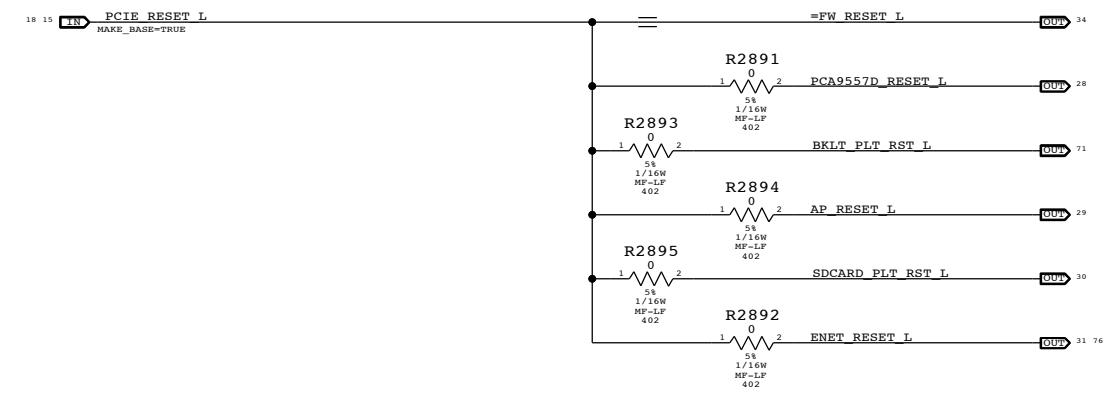 18 15 IN PCIE_RESET_L =FW_RESET_L OUT 34
MAKE_BASE=TRUE
R2891
0
1 2 PCA9557D_RESET_L OUT 28
5%
1/16W
MF-LF
402
R2893
0
1 2 BKLT_PLT_RST_L OUT 71
5%
1/16W
MF-LF
402
R2894
0
1 2 AP_RESET_L OUT 29
5%
1/16W
MF-LF
402
R2895
0
1 2 SDCARD_PLT_RST_L OUT 30
5%
1/16W
MF-LF
402
R2892
0
1 2 ENET_RESET_L OUT 31 76
5%
1/16W
MF-LF
402